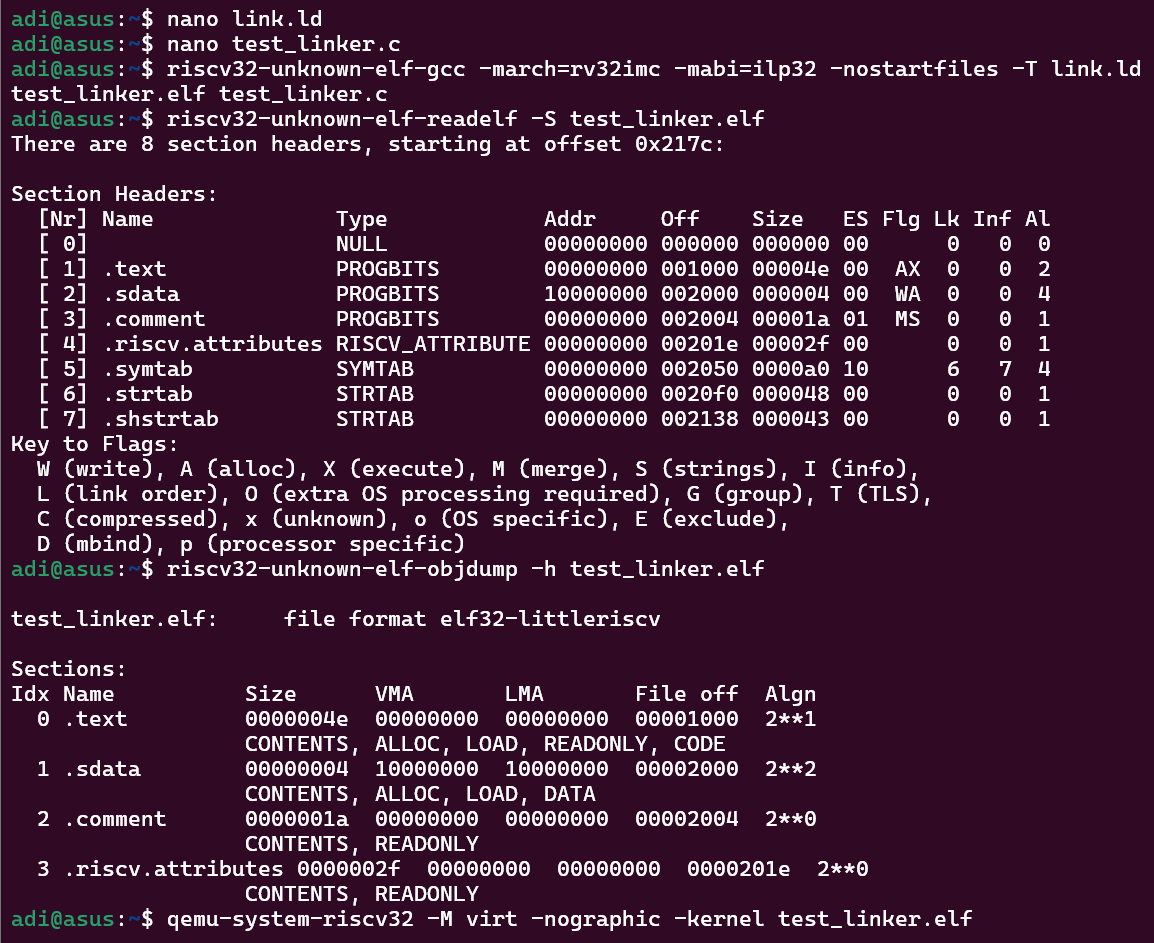 adi@asus:~$ nano link.ld
adi@asus:~$ nano test_linker.c
adi@asus:~$ riscv32-unknown-elf-gcc -march=rv32imc -mabi=ilp32 -nostartfiles -T link.ld
test_linker.elf test_linker.c
adi@asus:~$ riscv32-unknown-elf-readelf -S test_linker.elf
There are 8 section headers, starting at offset 0x217c:

Section Headers:
  [Nr] Name              Type            Addr     Off    Size   ES Flg Lk Inf Al
  [ 0]                   NULL            00000000 000000 000000 00      0   0  0
  [ 1] .text             PROGBITS        00000000 001000 00004e 00  AX  0   0  2
  [ 2] .sdata            PROGBITS        10000000 002000 000004 00  WA  0   0  4
  [ 3] .comment          PROGBITS        00000000 002004 00001a 01  MS  0   0  1
  [ 4] .riscv.attributes RISCV_ATTRIBUTE 00000000 00201e 00002f 00      0   0  1
  [ 5] .symtab           SYMTAB          00000000 002050 0000a0 10      6   7  4
  [ 6] .strtab           STRTAB          00000000 0020f0 000048 00      0   0  1
  [ 7] .shstrtab         STRTAB          00000000 002138 000043 00      0   0  1
Key to Flags:
  W (write), A (alloc), X (execute), M (merge), S (strings), I (info),
  L (link order), O (extra OS processing required), G (group), T (TLS),
  C (compressed), x (unknown), o (OS specific), E (exclude),
  D (mbind), p (processor specific)
adi@asus:~$ riscv32-unknown-elf-objdump -h test_linker.elf

test_linker.elf:     file format elf32-littleriscv

Sections:
Idx Name          Size      VMA       LMA       File off  Algn
  0 .text         0000004e  00000000  00000000  00001000  2**1
                  CONTENTS, ALLOC, LOAD, READONLY, CODE
  1 .sdata        00000004  10000000  10000000  00002000  2**2
                  CONTENTS, ALLOC, LOAD, DATA
  2 .comment      0000001a  00000000  00000000  00002004  2**0
                  CONTENTS, READONLY
  3 .riscv.attributes 0000002f  00000000  00000000  0000201e  2**0
                  CONTENTS, READONLY
adi@asus:~$ qemu-system-riscv32 -M virt -nographic -kernel test_linker.elf